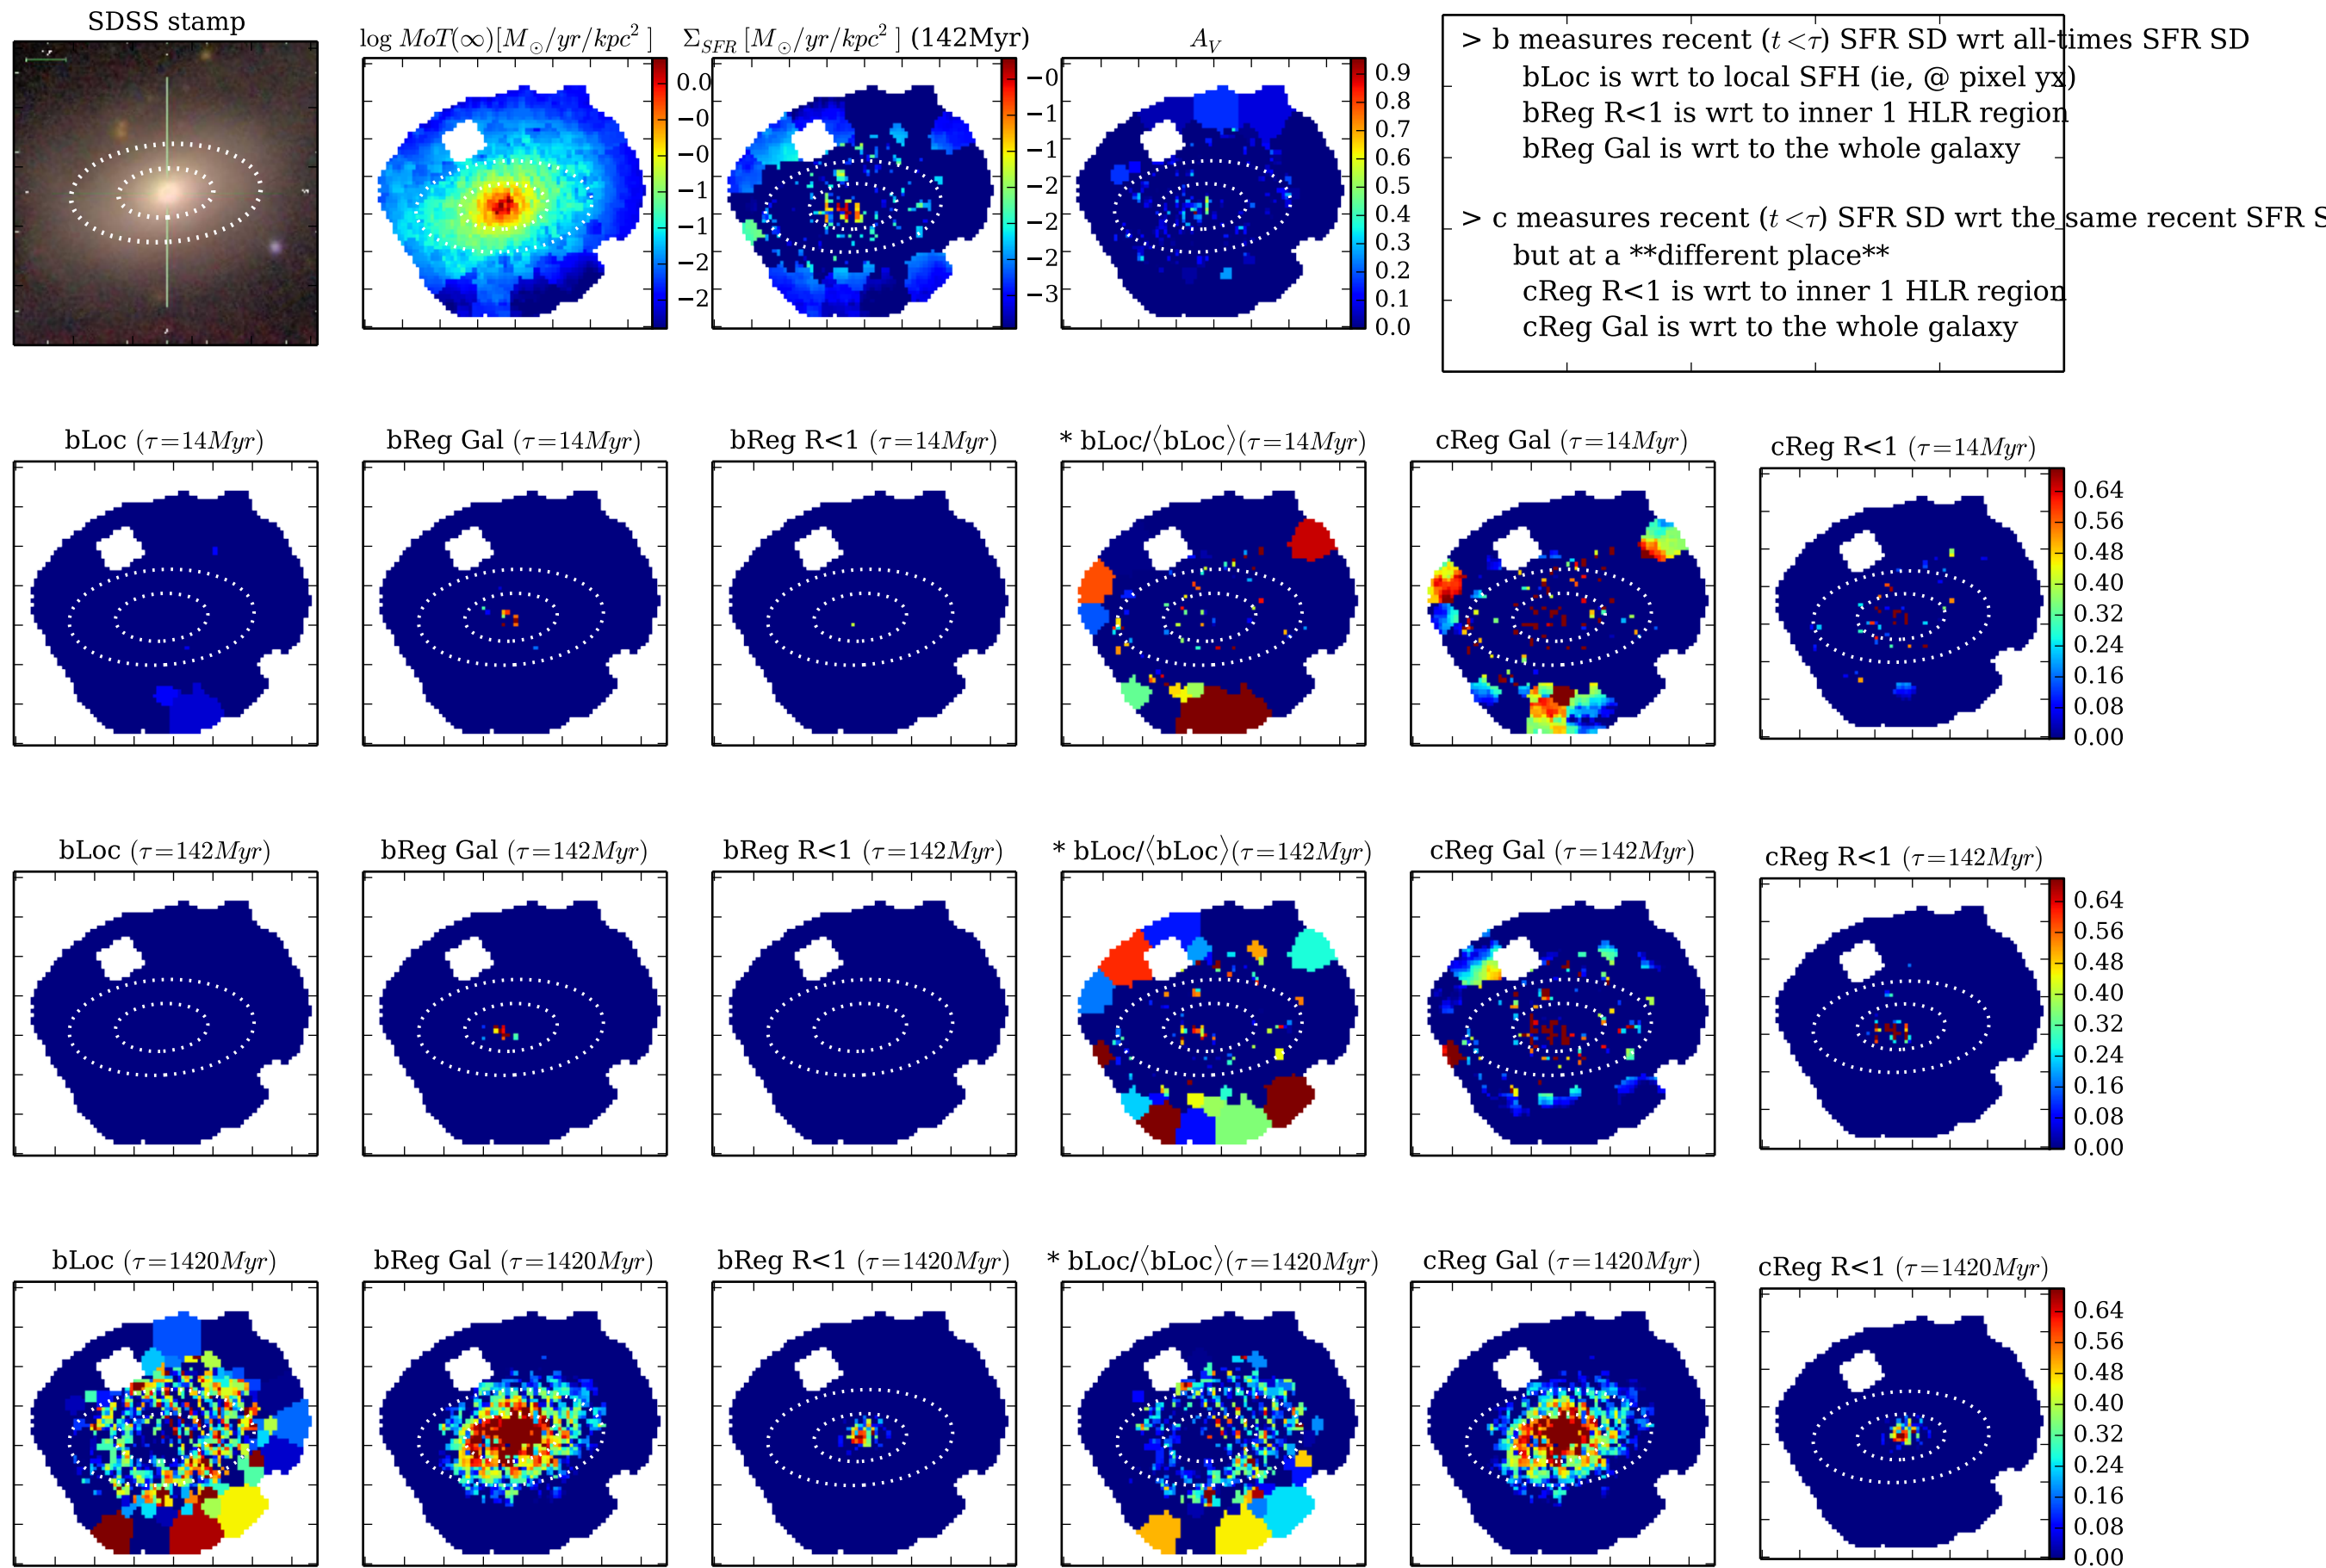 SDSS stamp
log MoT(∞)[M⊙/yr/kpc²]
Σ_SFR [M⊙/yr/kpc²] (142Myr)
A_V
0.0
−0
−0
−1
−1
−2
−0
−1
−1
−2
−2
−2
−3
0.9
0.8
0.7
0.6
0.5
0.4
0.3
0.2
0.1
0.0
> b measures recent (t<τ) SFR SD wrt all-times SFR SD
bLoc is wrt to local SFH (ie, @ pixel yx)
bReg R<1 is wrt to inner 1 HLR region
bReg Gal is wrt to the whole galaxy
> c measures recent (t<τ) SFR SD wrt the same recent SFR S
but at a **different place**
cReg R<1 is wrt to inner 1 HLR region
cReg Gal is wrt to the whole galaxy
bLoc (τ=14Myr)
bReg Gal (τ=14Myr)
bReg R<1 (τ=14Myr)
* bLoc/⟨bLoc⟩(τ=14Myr)
cReg Gal (τ=14Myr)
cReg R<1 (τ=14Myr)
0.64
0.56
0.48
0.40
0.32
0.24
0.16
0.08
0.00
bLoc (τ=142Myr)
bReg Gal (τ=142Myr)
bReg R<1 (τ=142Myr)
* bLoc/⟨bLoc⟩(τ=142Myr)
cReg Gal (τ=142Myr)
cReg R<1 (τ=142Myr)
0.64
0.56
0.48
0.40
0.32
0.24
0.16
0.08
0.00
bLoc (τ=1420Myr)
bReg Gal (τ=1420Myr)
bReg R<1 (τ=1420Myr)
* bLoc/⟨bLoc⟩(τ=1420Myr)
cReg Gal (τ=1420Myr)
cReg R<1 (τ=1420Myr)
0.64
0.56
0.48
0.40
0.32
0.24
0.16
0.08
0.00